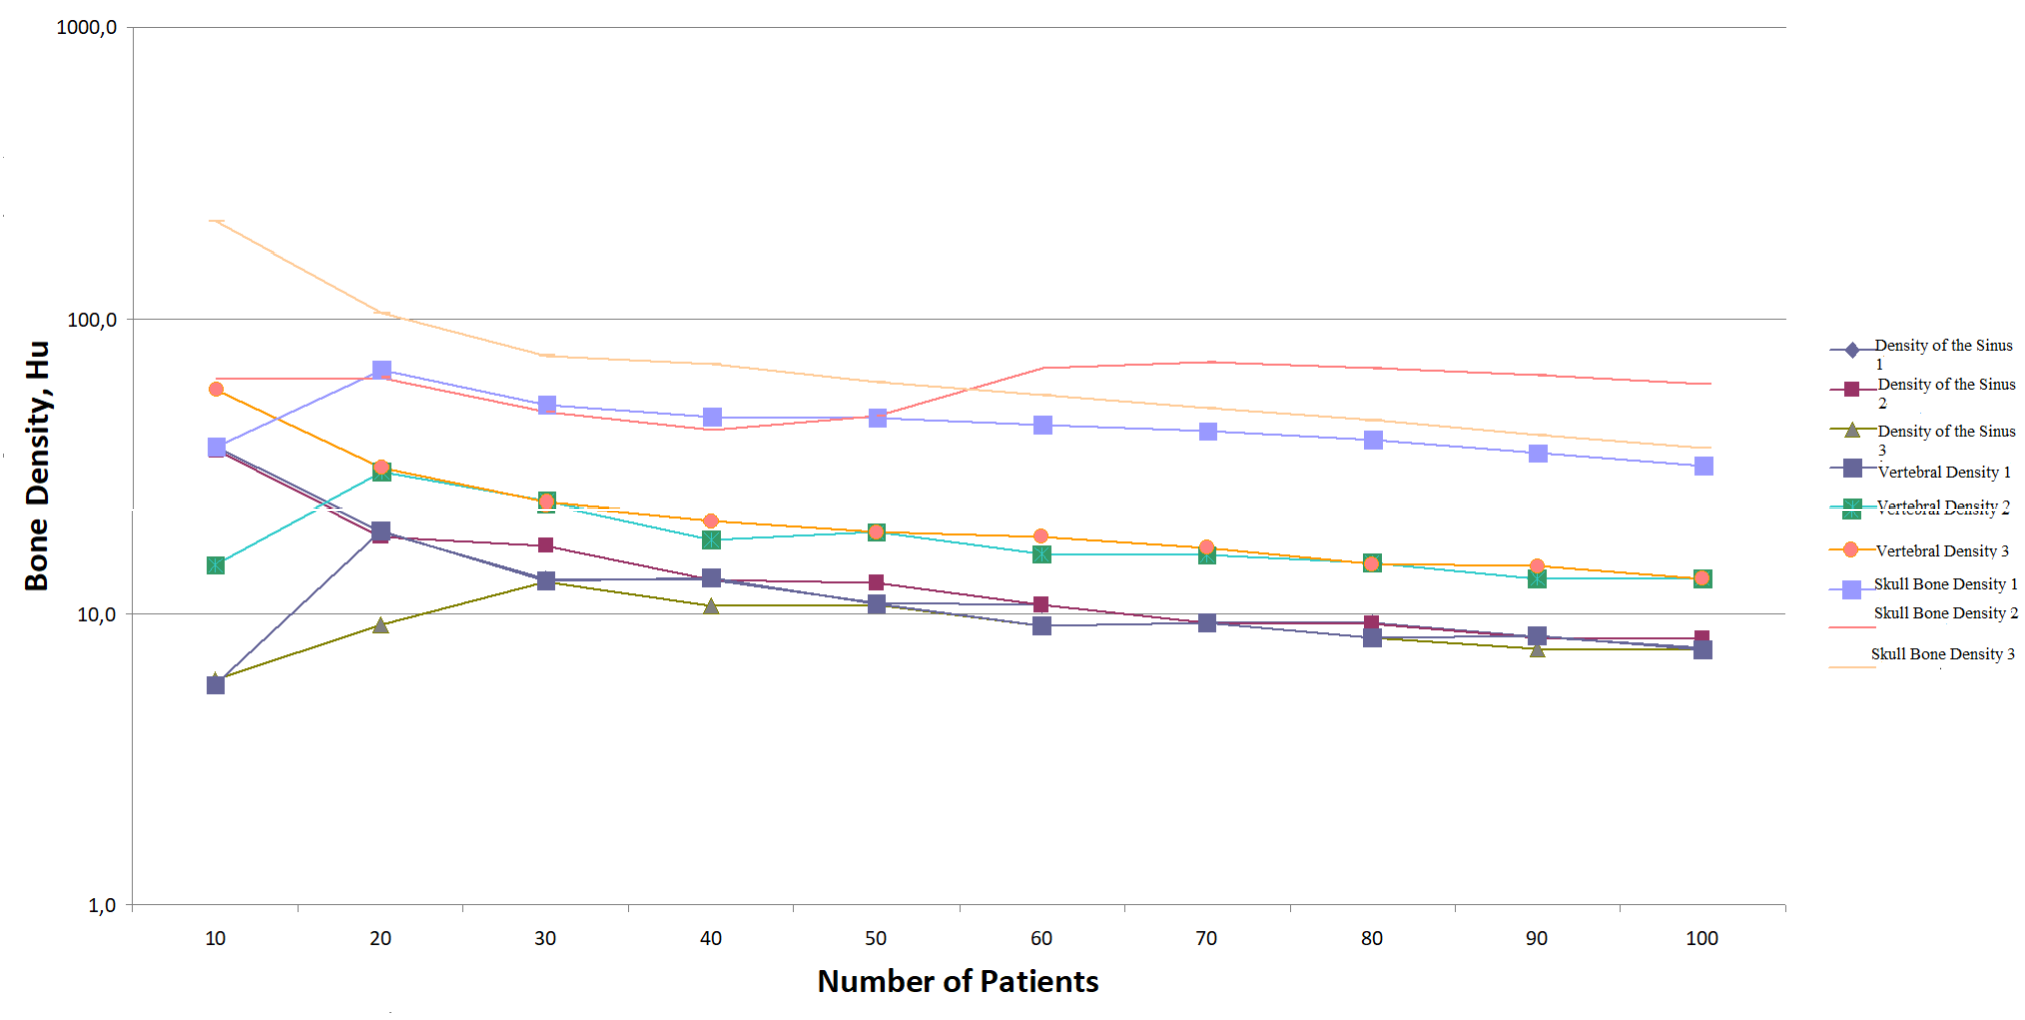 1000,0
100,0
10,0
1,0
Bone Density, Hu
10 20 30 40 50 60 70 80 90 100
Number of Patients
Density of the Sinus
1
Density of the Sinus
2
Density of the Sinus
3
Vertebral Density 1
Vertebral Density 2
Vertebral Density 3
Skull Bone Density 1
Skull Bone Density 2
Skull Bone Density 3